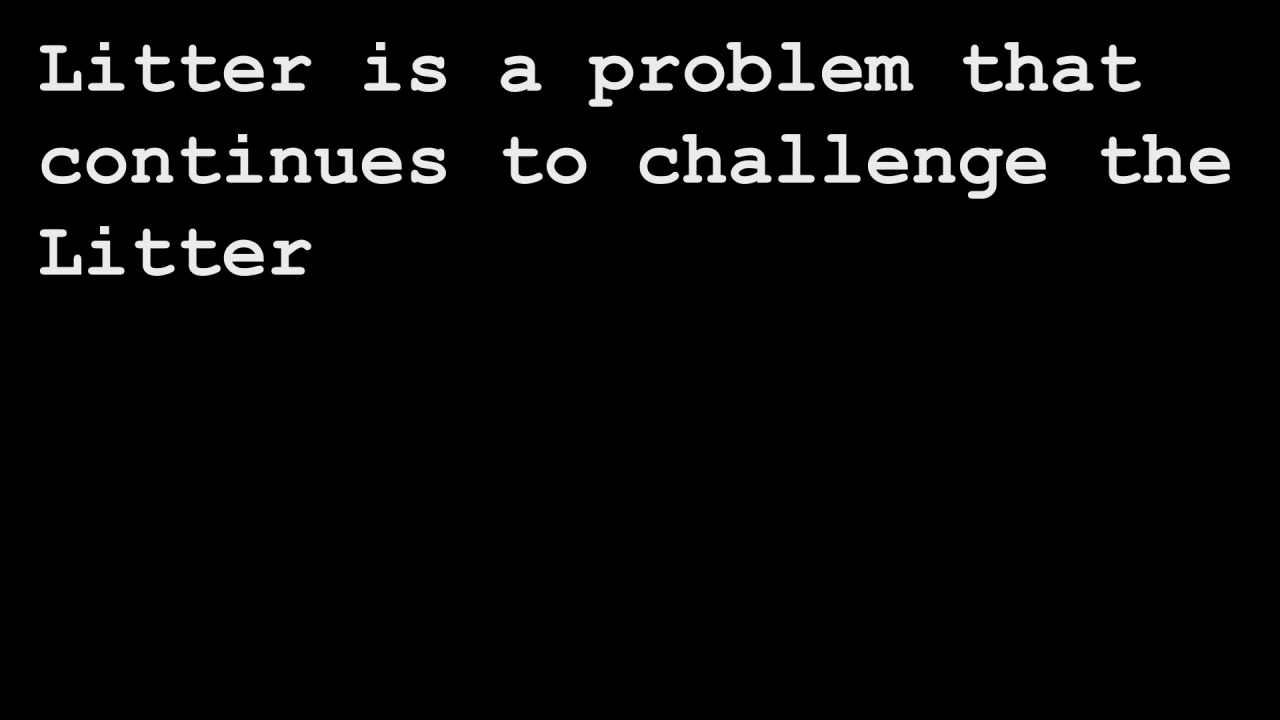 Litter is a problem that
continues to challenge the
Litter